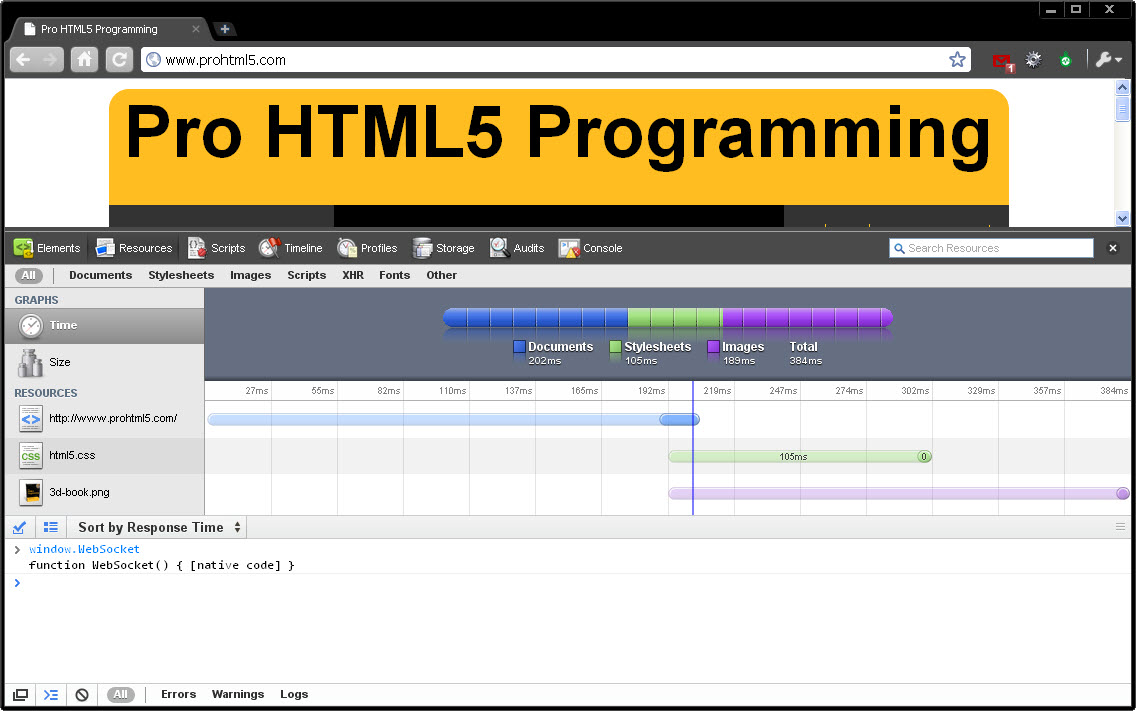 Pro HTML5 Programming
www.prohtml5.com
1
Pro HTML5 Programming
Elements Resources Scripts Timeline Profiles Storage Audits Console Search Resources
All Documents Stylesheets Images Scripts XHR Fonts Other
GRAPHS
Time
Size
Documents Stylesheets Images Total
202ms 105ms 189ms 384ms
RESOURCES
27ms 55ms 82ms 110ms 137ms 165ms 192ms 219ms 247ms 274ms 302ms 329ms 357ms 384ms
http://www.prohtml5.com/
html5.css 105ms 0
3d-book.png
Sort by Response Time
> window.WebSocket
function WebSocket() { [native code] }
>
All Errors Warnings Logs